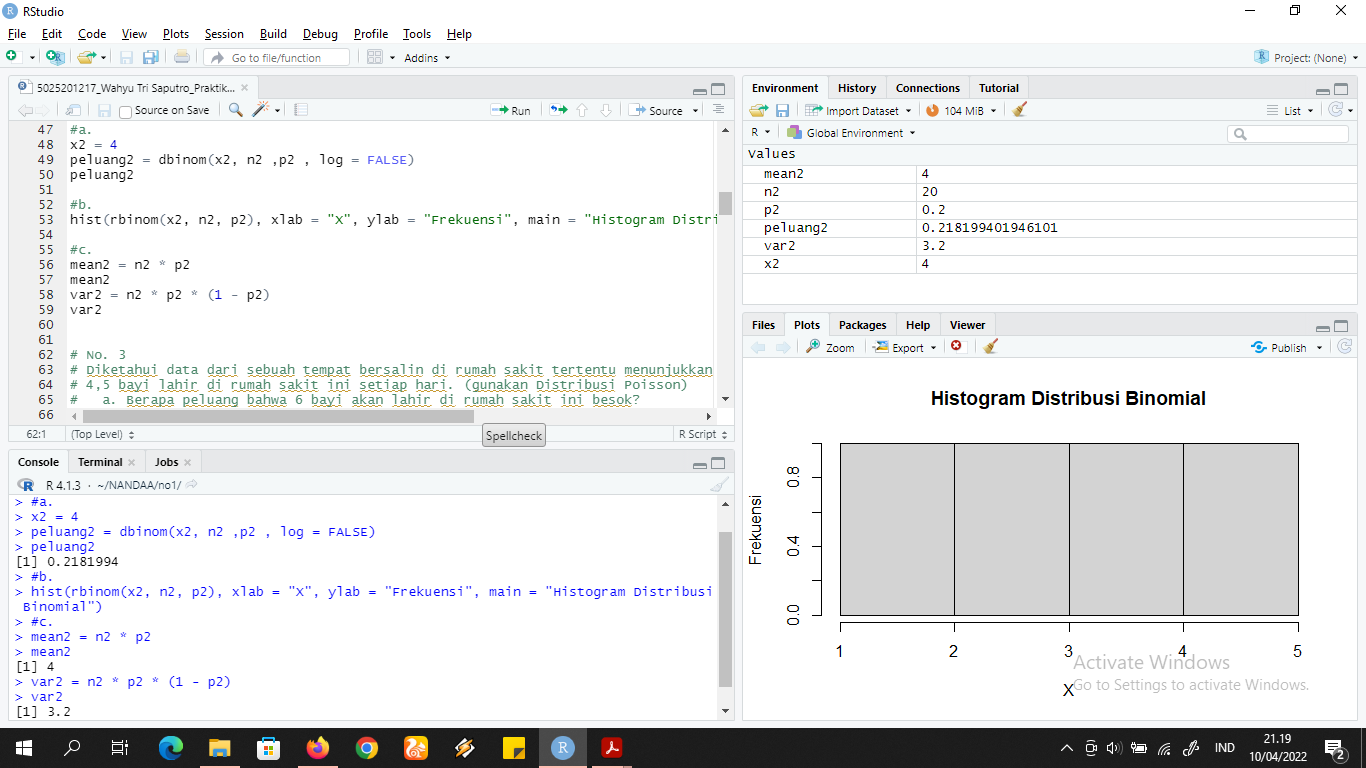 RStudio
File Edit Code View Plots Session Build Debug Profile Tools Help
Go to file/function Addins Project: (None)
5025201217_Wahyu Tri Saputro_Praktik...
Source on Save Run Source
47 #a.
48 x2 = 4
49 peluang2 = dbinom(x2, n2 ,p2 , log = FALSE)
50 peluang2
51
52 #b.
53 hist(rbinom(x2, n2, p2), xlab = "X", ylab = "Frekuensi", main = "Histogram Distri
54
55 #c.
56 mean2 = n2 * p2
57 mean2
58 var2 = n2 * p2 * (1 - p2)
59 var2
60
61
62 # No. 3
63 # Diketahui data dari sebuah tempat bersalin di rumah sakit tertentu menunjukkan
64 # 4,5 bayi lahir di rumah sakit ini setiap hari. (gunakan Distribusi Poisson)
65 #   a. Berapa peluang bahwa 6 bayi akan lahir di rumah sakit ini besok?
66
62:1 (Top Level) R Script
Spellcheck
Console Terminal Jobs
R 4.1.3 · ~/NANDAA/no1/
> #a.
> x2 = 4
> peluang2 = dbinom(x2, n2 ,p2 , log = FALSE)
> peluang2
[1] 0.2181994
> #b.
> hist(rbinom(x2, n2, p2), xlab = "X", ylab = "Frekuensi", main = "Histogram Distribusi
 Binomial")
> #c.
> mean2 = n2 * p2
> mean2
[1] 4
> var2 = n2 * p2 * (1 - p2)
> var2
[1] 3.2
Environment History Connections Tutorial
Import Dataset 104 MiB List
R Global Environment
Values
mean2 4
n2 20
p2 0.2
peluang2 0.218199401946101
var2 3.2
x2 4
Files Plots Packages Help Viewer
Zoom Export Publish
Histogram Distribusi Binomial
Frekuensi
0.8
0.4
0.0
1 2 3 4 5
X
Activate Windows
Go to Settings to activate Windows.
IND
21.19
10/04/2022
2